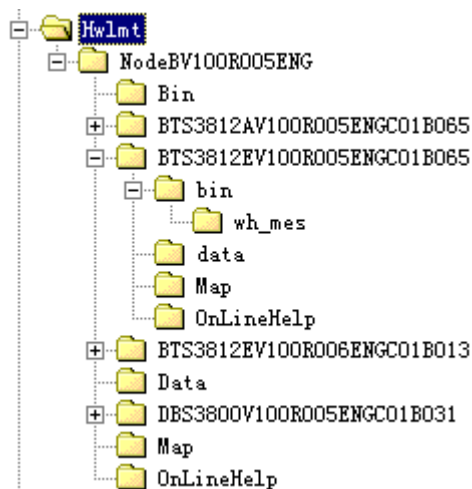 Hwlmt
NodeBV100R005ENG
Bin
BTS3812AV100R005ENGC01B065
BTS3812EV100R005ENGC01B065
bin
wh_mes
data
Map
OnLineHelp
BTS3812EV100R006ENGC01B013
Data
DBS3800V100R005ENGC01B031
Map
OnLineHelp